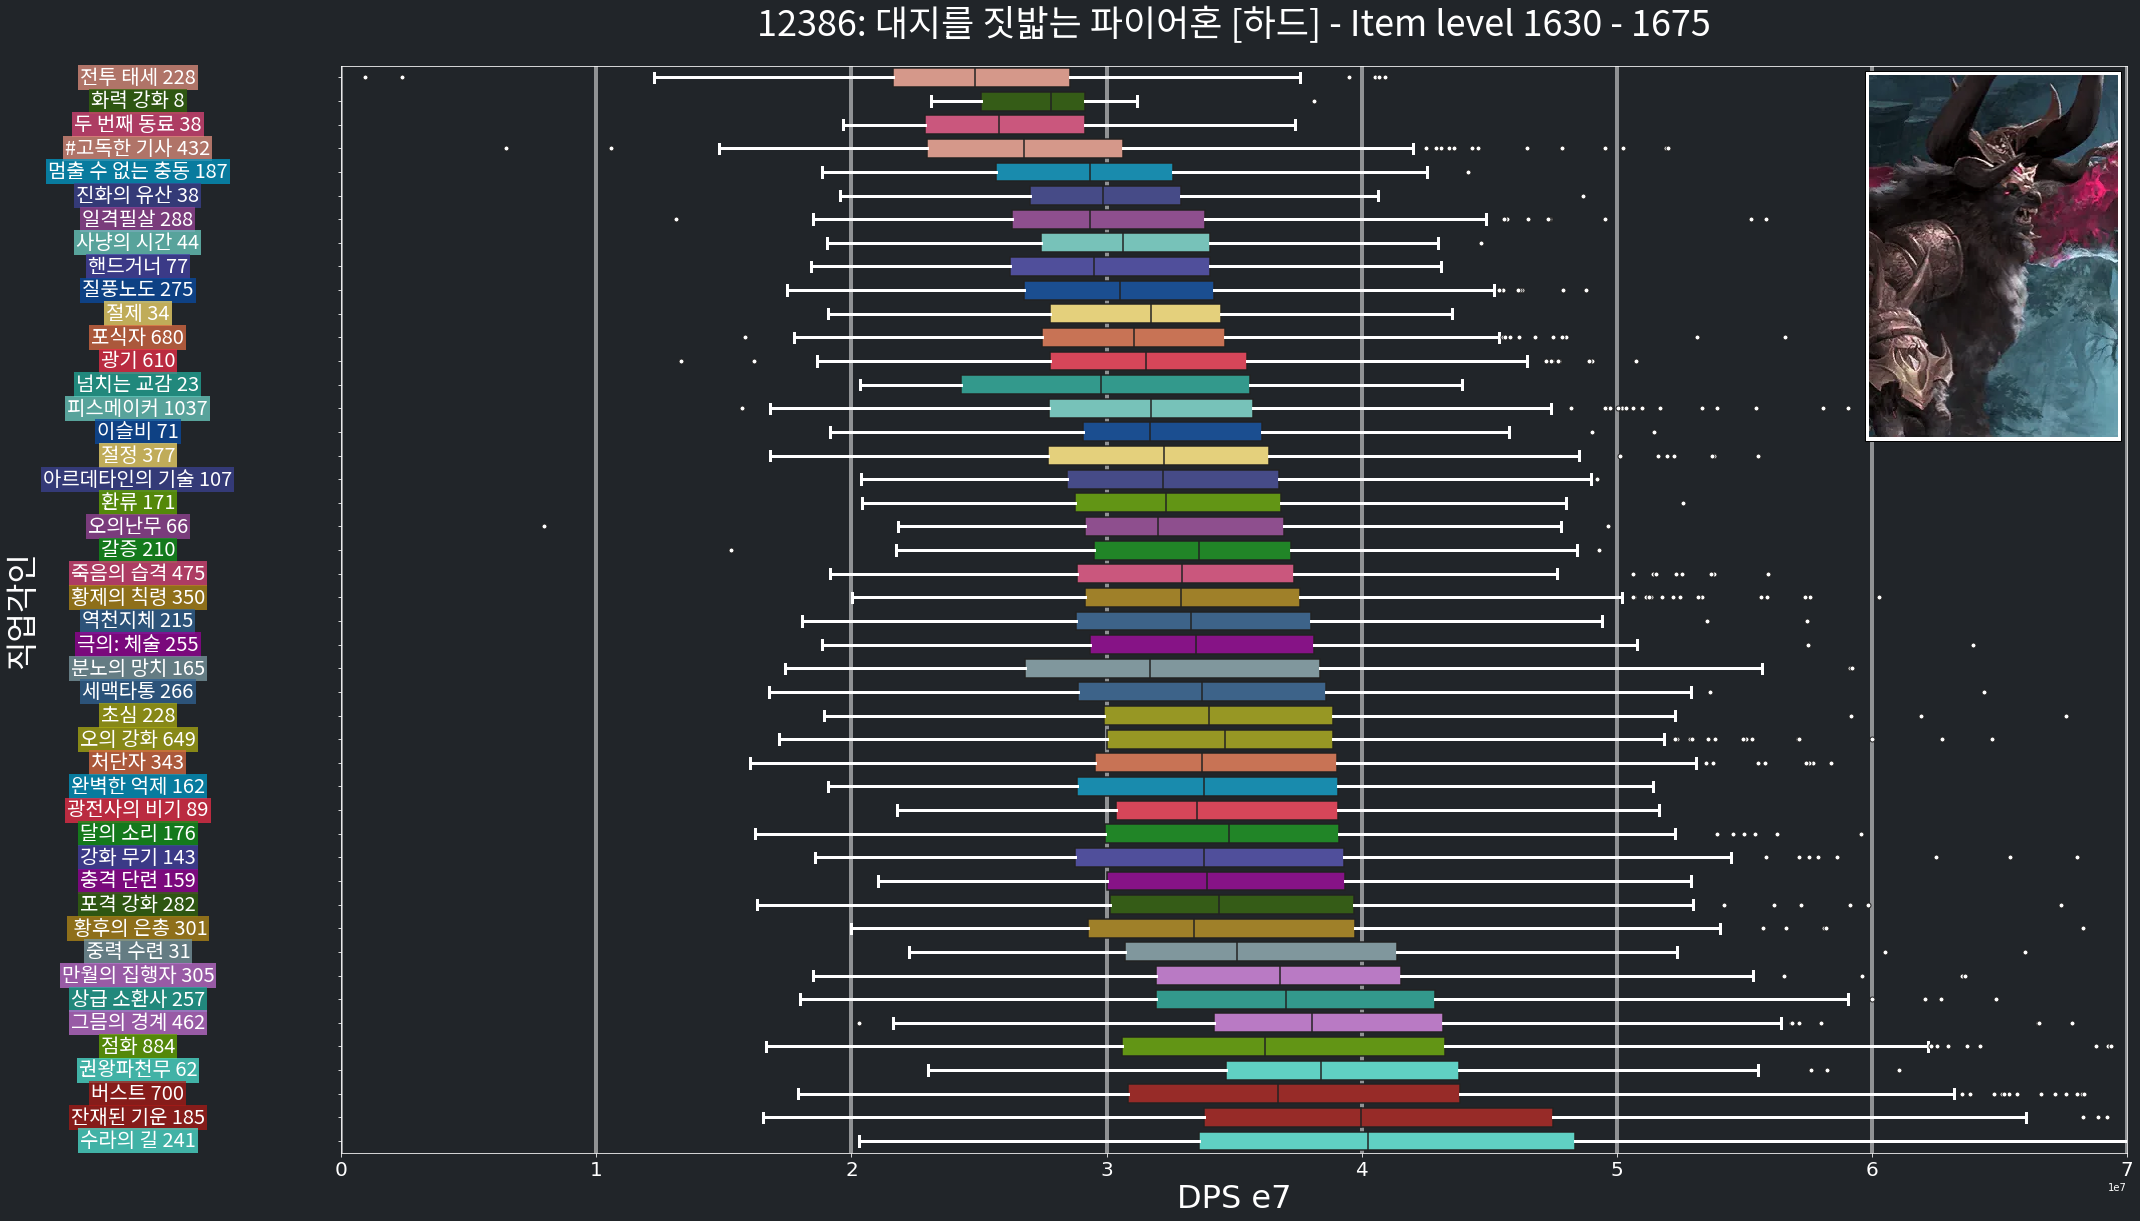 12386: 대지를 짓밟는 파이어혼 [하드] - Item level 1630 - 1675
전투 태세 228
화력 강화 8
두 번째 동료 38
#고독한 기사 432
멈출 수 없는 충동 187
진화의 유산 38
일격필살 288
사냥의 시간 44
핸드거너 77
질풍노도 275
절제 34
포식자 680
광기 610
넘치는 교감 23
피스메이커 1037
이슬비 71
절정 377
아르데타인의 기술 107
환류 171
오의난무 66
갈증 210
죽음의 습격 475
황제의 칙령 350
역천지체 215
극의: 체술 255
분노의 망치 165
세맥타통 266
초심 228
오의 강화 649
처단자 343
완벽한 억제 162
광전사의 비기 89
달의 소리 176
강화 무기 143
충격 단련 159
포격 강화 282
황후의 은총 301
중력 수련 31
만월의 집행자 305
상급 소환사 257
그믐의 경계 462
점화 884
권왕파천무 62
버스트 700
잔재된 기운 185
수라의 길 241
직업각인
0 1 2 3 4 5 6 7
1e7
DPS e7